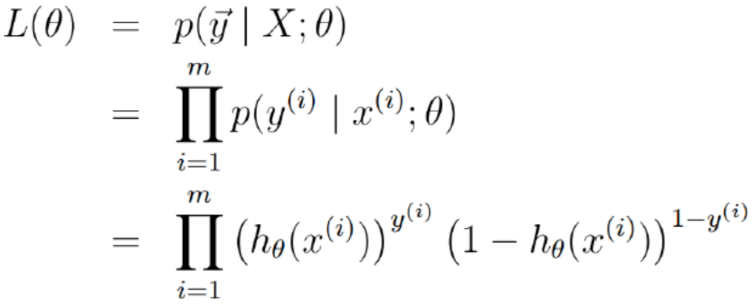 L(θ) = p(y⃗ | X; θ)
= ∏_{i=1}^{m} p(y^{(i)} | x^{(i)}; θ)
= ∏_{i=1}^{m} (h_θ(x^{(i)}))^{y^{(i)}} (1 − h_θ(x^{(i)}))^{1−y^{(i)}}